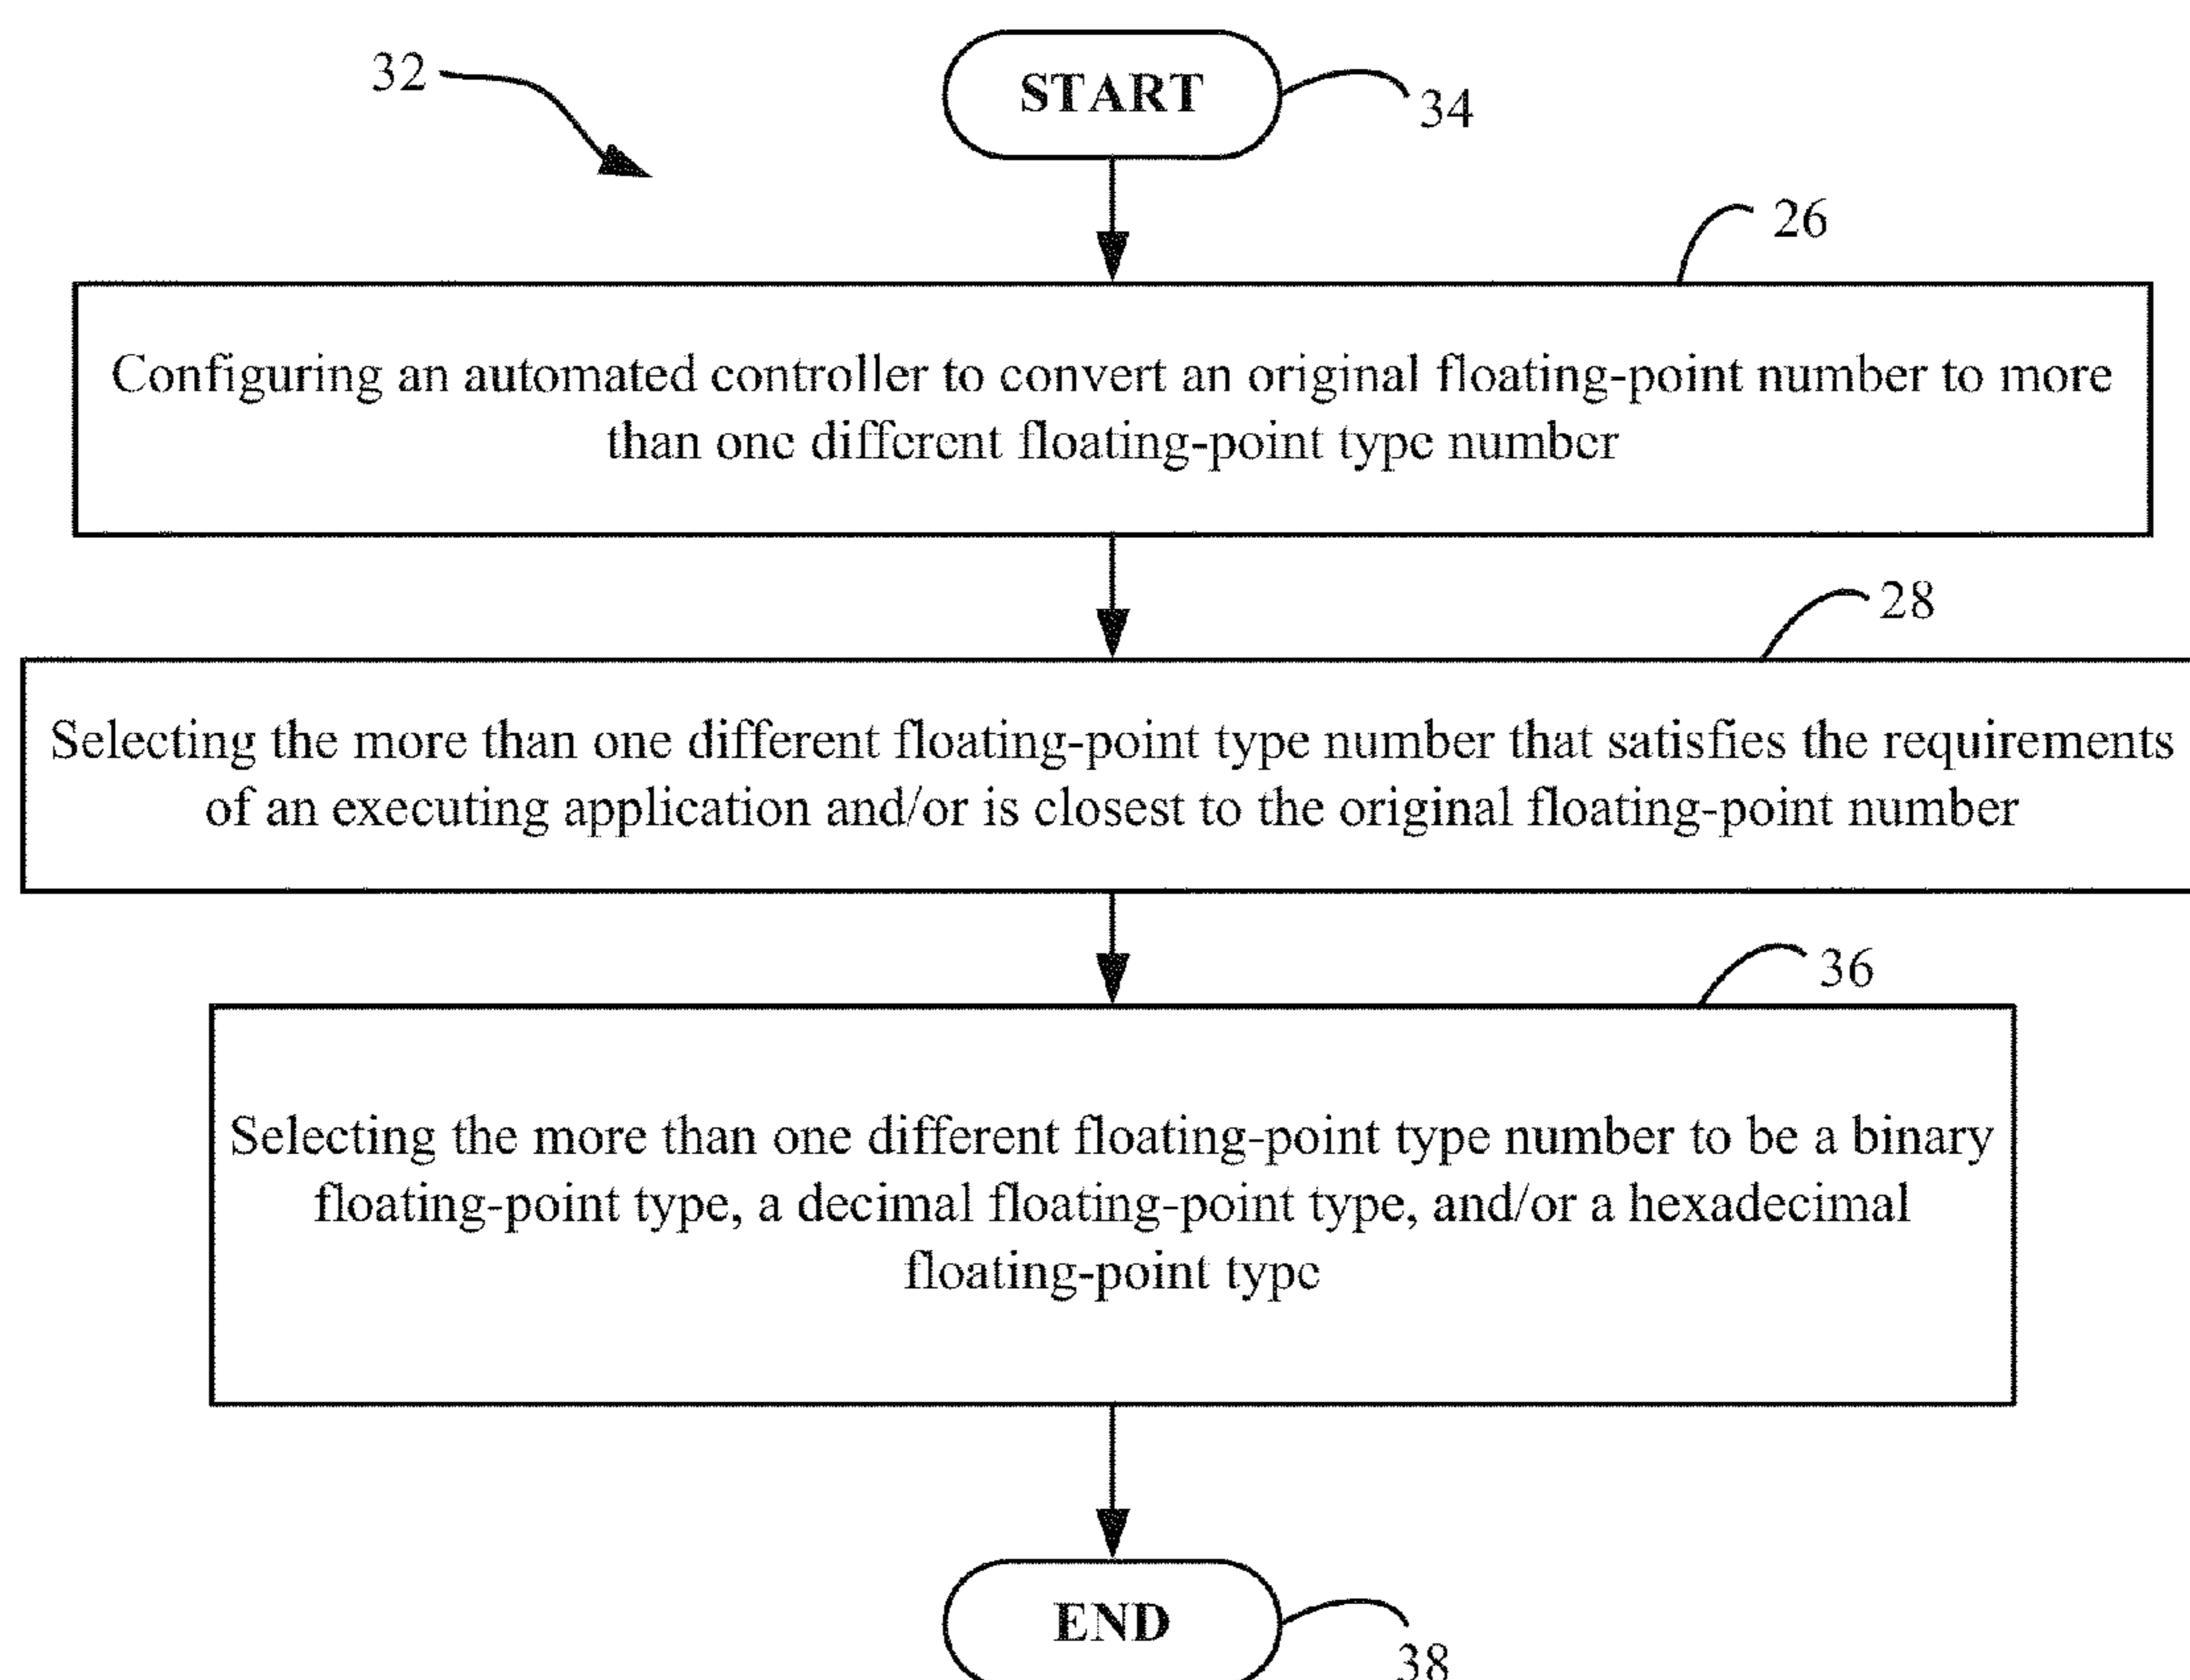 32
START
34
26
Configuring an automated controller to convert an original floating-point number to more
than one different floating-point type number
28
Selecting the more than one different floating-point type number that satisfies the requirements
of an executing application and/or is closest to the original floating-point number
36
Selecting the more than one different floating-point type number to be a binary
floating-point type, a decimal floating-point type, and/or a hexadecimal
floating-point type
END
38